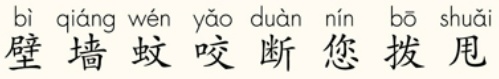 bì qiáng wén yǎo duàn nín bō shuǎi
壁 墙 蚊 咬 断 您 拨 甩